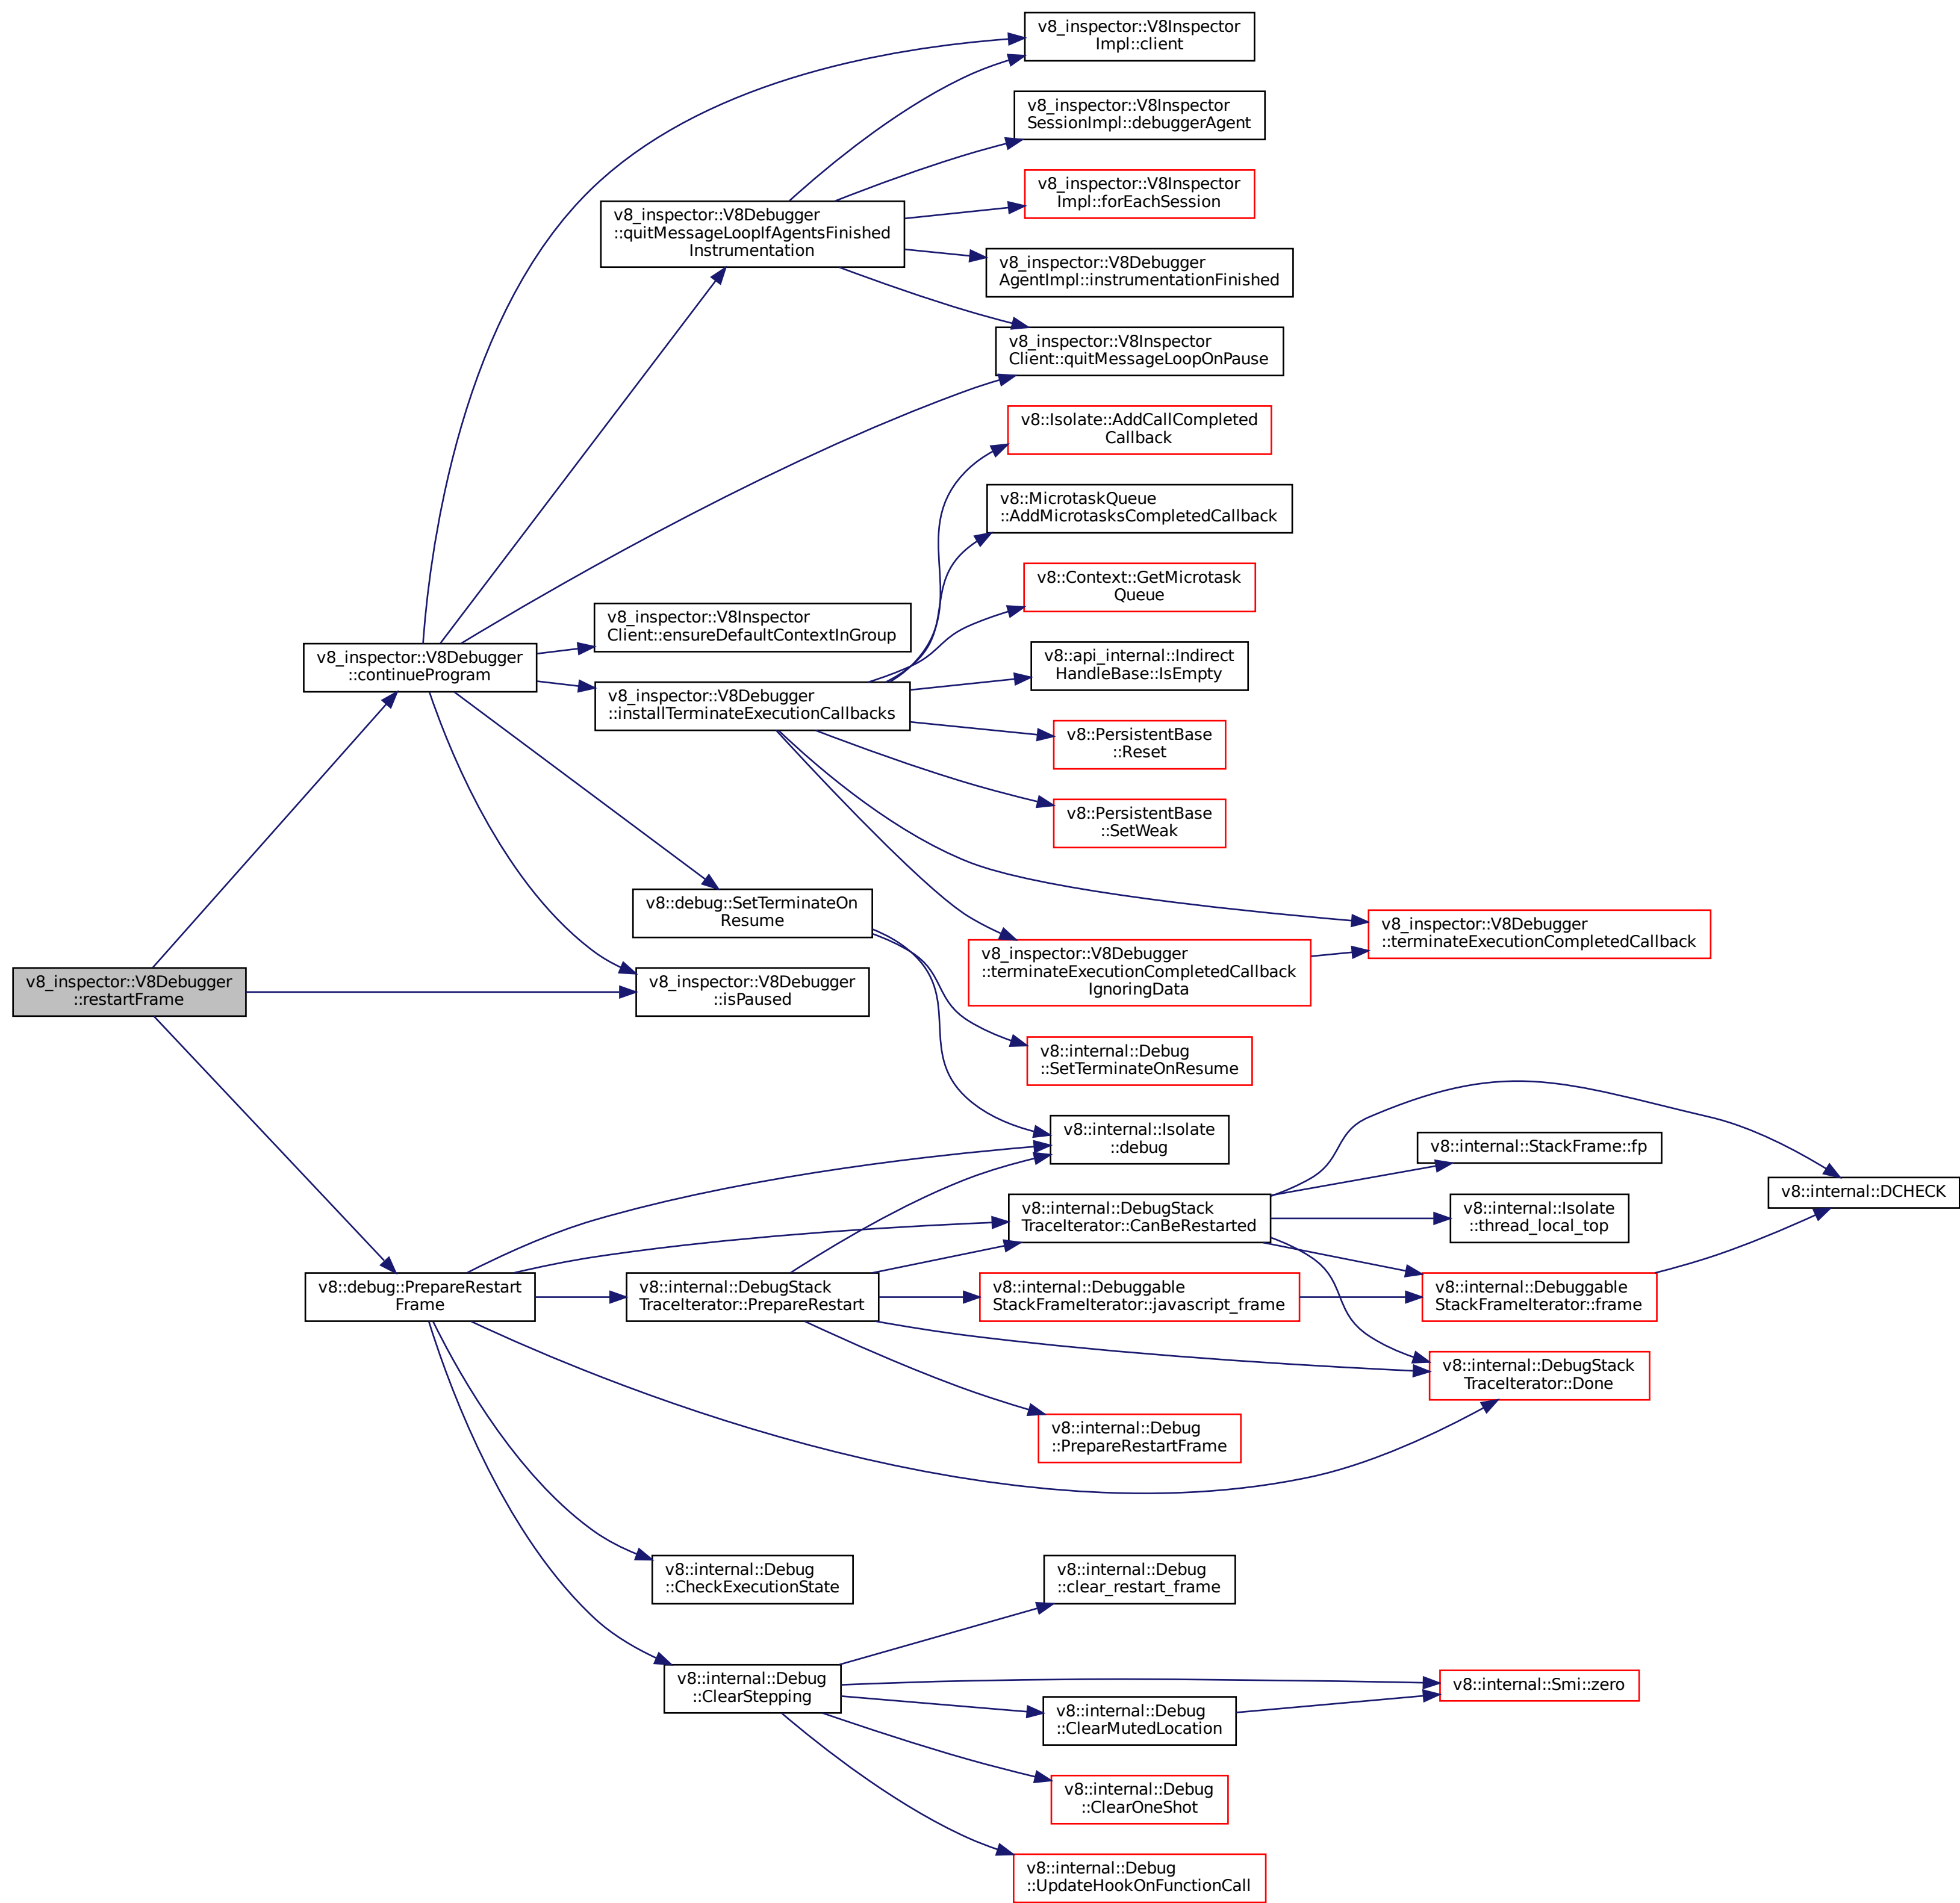 v8_inspector::V8Inspector
Impl::client
v8_inspector::V8Inspector
SessionImpl::debuggerAgent
v8_inspector::V8Inspector
Impl::forEachSession
v8_inspector::V8Debugger
::quitMessageLoopIfAgentsFinished
Instrumentation
v8_inspector::V8Debugger
AgentImpl::instrumentationFinished
v8_inspector::V8Inspector
Client::quitMessageLoopOnPause
v8::Isolate::AddCallCompleted
Callback
v8::MicrotaskQueue
::AddMicrotasksCompletedCallback
v8::Context::GetMicrotask
Queue
v8_inspector::V8Inspector
Client::ensureDefaultContextInGroup
v8_inspector::V8Debugger
::continueProgram
v8::api_internal::Indirect
HandleBase::IsEmpty
v8_inspector::V8Debugger
::installTerminateExecutionCallbacks
v8::PersistentBase
::Reset
v8::PersistentBase
::SetWeak
v8::debug::SetTerminateOn
Resume
v8_inspector::V8Debugger
::terminateExecutionCompletedCallback
v8_inspector::V8Debugger
::terminateExecutionCompletedCallback
IgnoringData
v8_inspector::V8Debugger
::restartFrame
v8_inspector::V8Debugger
::isPaused
v8::internal::Debug
::SetTerminateOnResume
v8::internal::Isolate
::debug
v8::internal::StackFrame::fp
v8::internal::DCHECK
v8::internal::DebugStack
TraceIterator::CanBeRestarted
v8::internal::Isolate
::thread_local_top
v8::debug::PrepareRestart
Frame
v8::internal::DebugStack
TraceIterator::PrepareRestart
v8::internal::Debuggable
StackFrameIterator::javascript_frame
v8::internal::Debuggable
StackFrameIterator::frame
v8::internal::DebugStack
TraceIterator::Done
v8::internal::Debug
::PrepareRestartFrame
v8::internal::Debug
::CheckExecutionState
v8::internal::Debug
::clear_restart_frame
v8::internal::Debug
::ClearStepping
v8::internal::Smi::zero
v8::internal::Debug
::ClearMutedLocation
v8::internal::Debug
::ClearOneShot
v8::internal::Debug
::UpdateHookOnFunctionCall